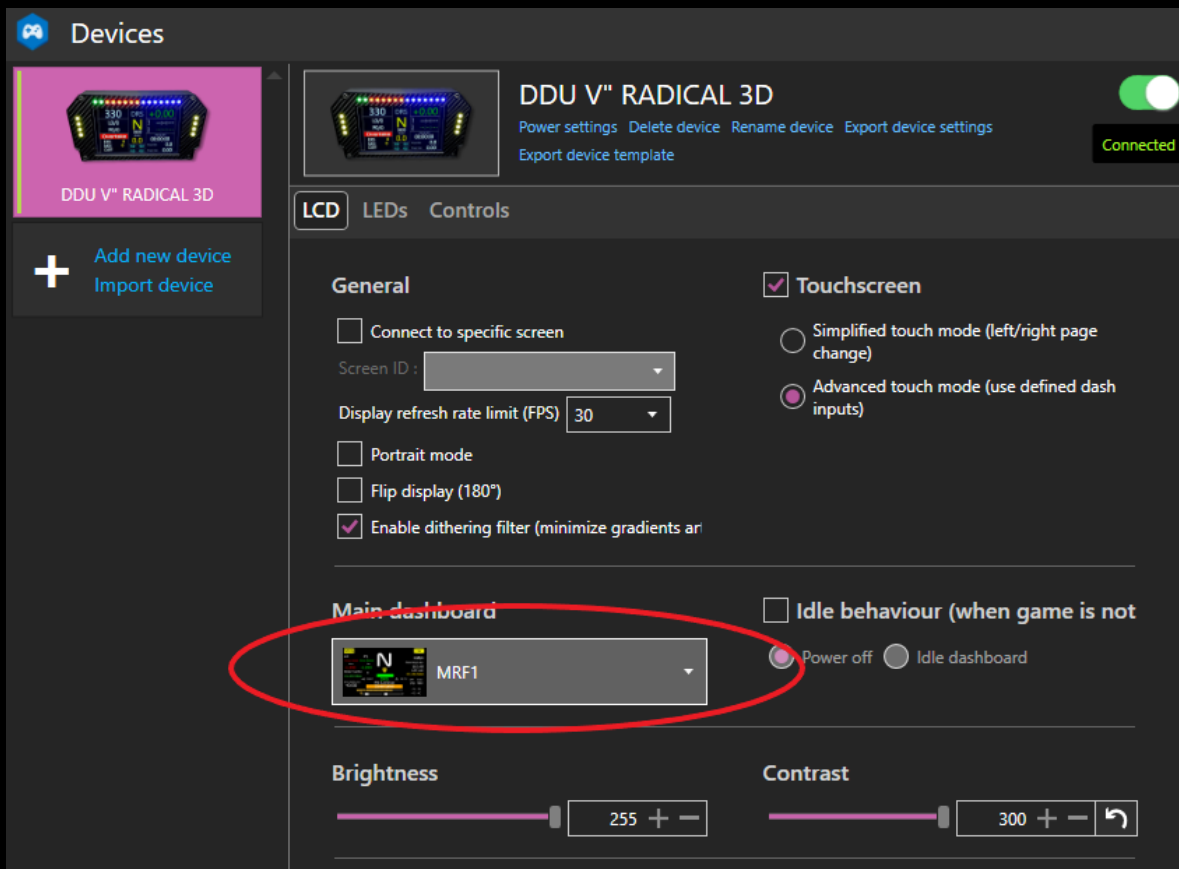 Devices
DDU V" RADICAL 3D
Add new device
Import device
DDU V" RADICAL 3D
Power settings Delete device Rename device Export device settings
Export device template
Connected
LCD LEDs Controls
General
Connect to specific screen
Screen ID :
Display refresh rate limit (FPS) 30
Portrait mode
Flip display (180°)
Enable dithering filter (minimize gradients ar
Touchscreen
Simplified touch mode (left/right page
change)
Advanced touch mode (use defined dash
inputs)
Main dashboard
N MRF1
Idle behaviour (when game is not
Power off Idle dashboard
Brightness
255
Contrast
300